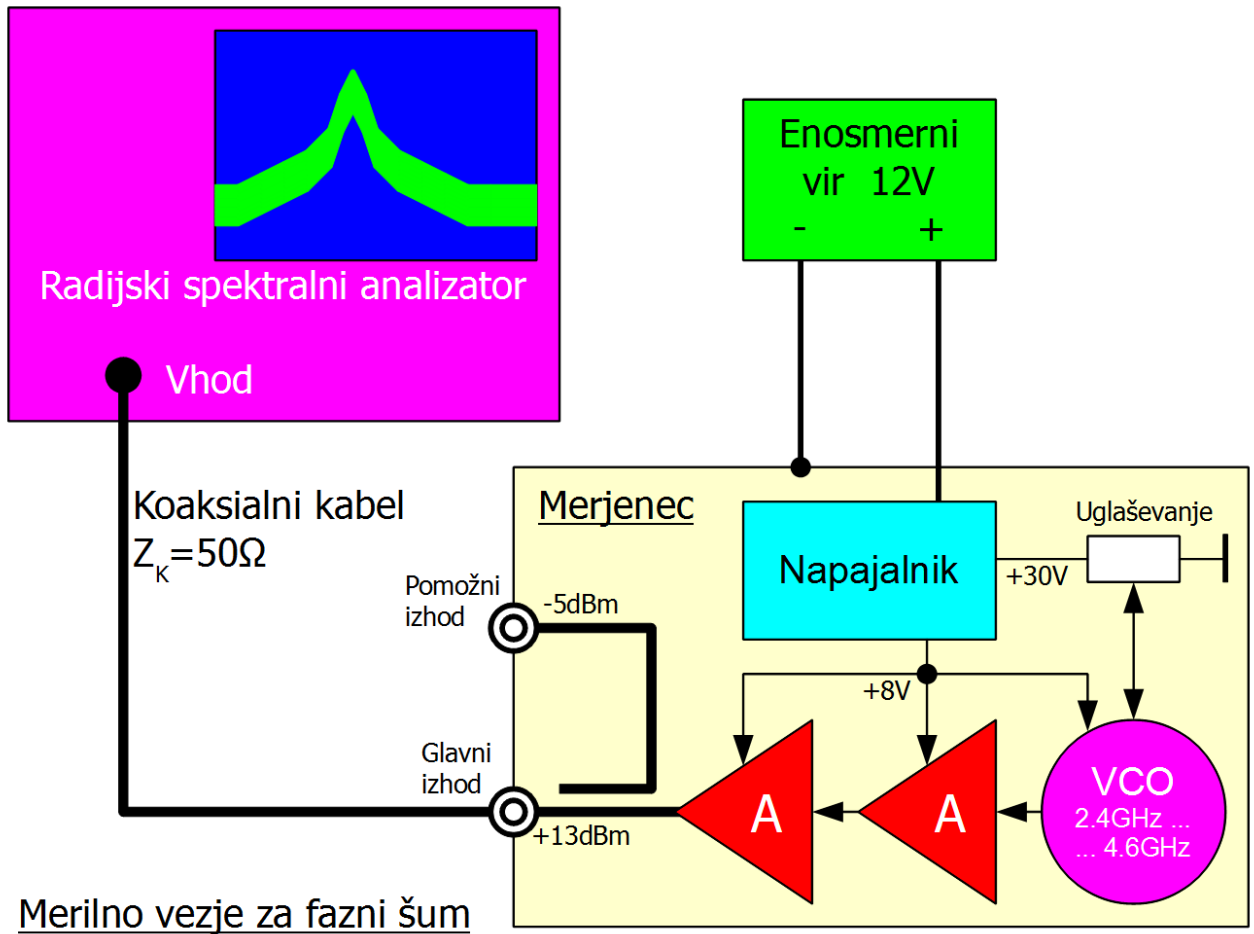 Radijski spektralni analizator
Vhod
Enosmerni
vir 12V
- +
Koaksialni kabel
Z_K=50Ω
Merjenec
Napajalnik
Uglaševanje
+30V
+8V
Pomožni
izhod
-5dBm
Glavni
izhod
+13dBm
A
A
VCO
2.4GHz ...
... 4.6GHz
Merilno vezje za fazni šum